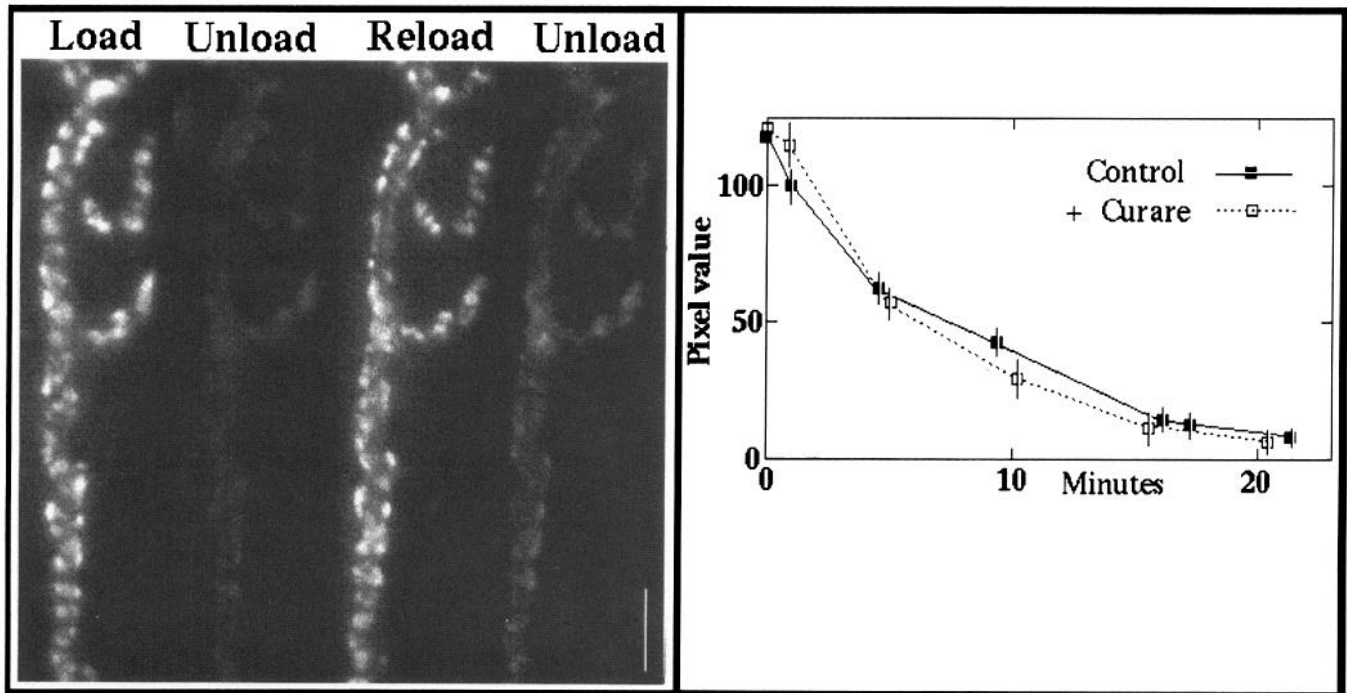 Load Unload Reload Unload
Control
+ Curare
100
50
0
Pixel value
0 10 Minutes 20